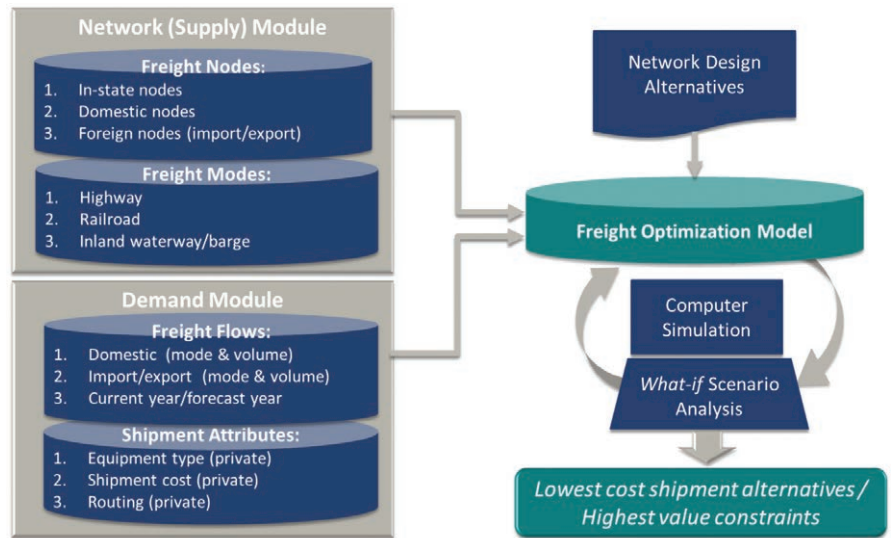 Network (Supply) Module
Freight Nodes:
1. In-state nodes
2. Domestic nodes
3. Foreign nodes (import/export)
Freight Modes:
1. Highway
2. Railroad
3. Inland waterway/barge
Demand Module
Freight Flows:
1. Domestic (mode & volume)
2. Import/export (mode & volume)
3. Current year/forecast year
Shipment Attributes:
1. Equipment type (private)
2. Shipment cost (private)
3. Routing (private)
Network Design
Alternatives
Freight Optimization Model
Computer
Simulation
What-if Scenario
Analysis
Lowest cost shipment alternatives /
Highest value constraints